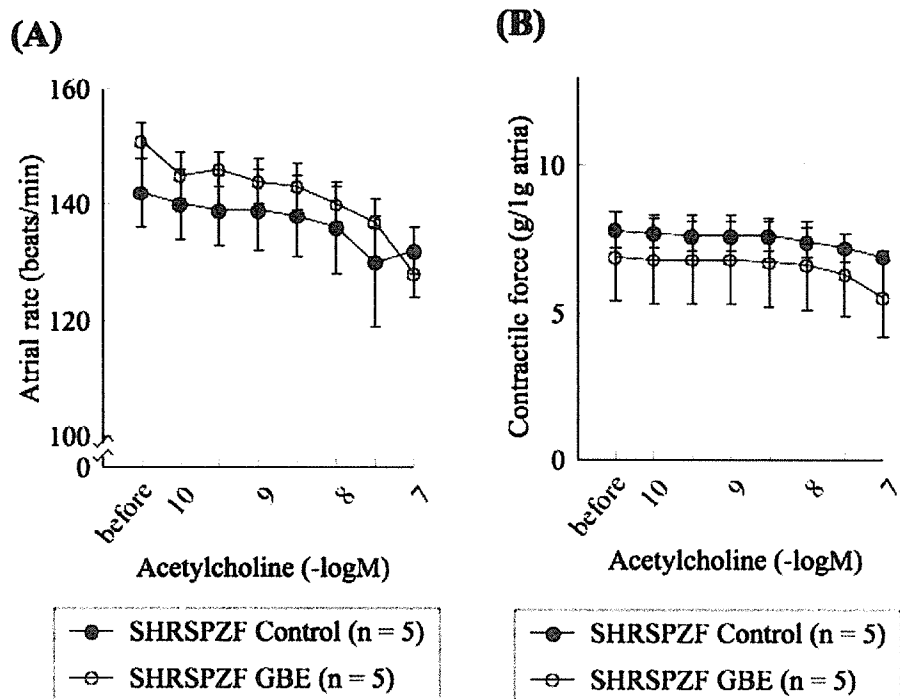 (A)
160
140
120
100
0
Atrial rate (beats/min)
before
10
9
8
7
Acetylcholine (-logM)
SHRSPZF Control (n = 5)
SHRSPZF GBE (n = 5)
(B)
10
5
0
Contractile force (g/1g atria)
before
10
9
8
7
Acetylcholine (-logM)
SHRSPZF Control (n = 5)
SHRSPZF GBE (n = 5)